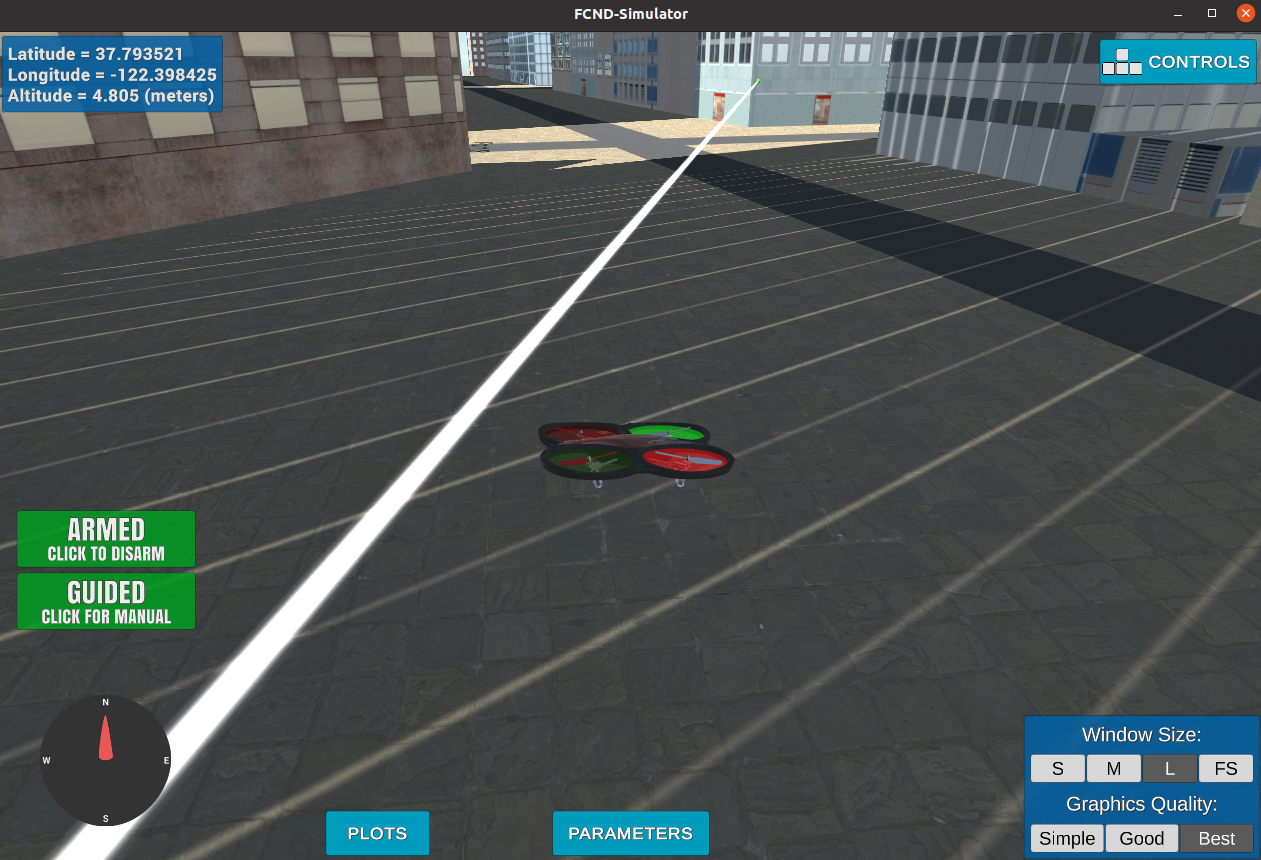 FCND-Simulator
Latitude = 37.793521
Longitude = -122.398425
Altitude = 4.805 (meters)
CONTROLS
ARMED
CLICK TO DISARM
GUIDED
CLICK FOR MANUAL
N
W
E
S
PLOTS
PARAMETERS
Window Size:
S M L FS
Graphics Quality:
Simple Good Best